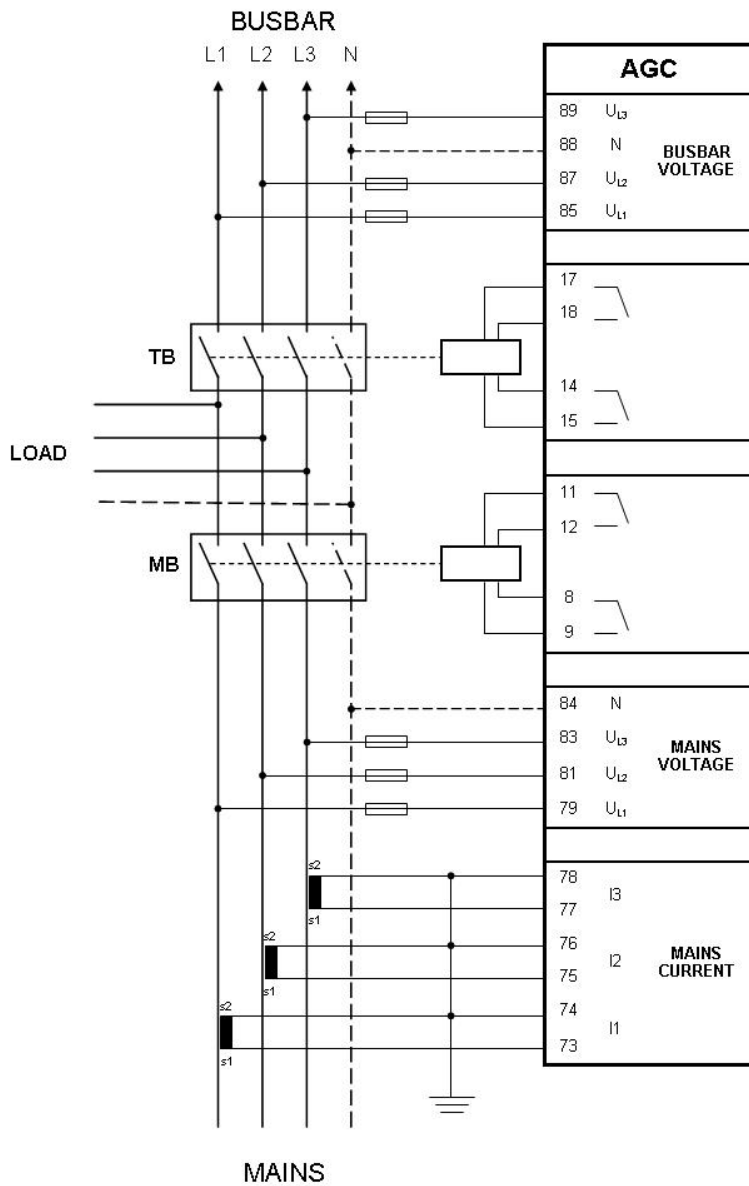 BUSBAR
L1 L2 L3 N
AGC
89 UL3
88 N
BUSBAR
VOLTAGE
87 UL2
85 UL1
17
18
TB
14
15
LOAD
11
12
MB
8
9
84 N
83 UL3
MAINS
VOLTAGE
81 UL2
79 UL1
s2
78
I3
77
s1
s2
76
I2
MAINS
CURRENT
75
s1
s2
74
I1
73
s1
MAINS